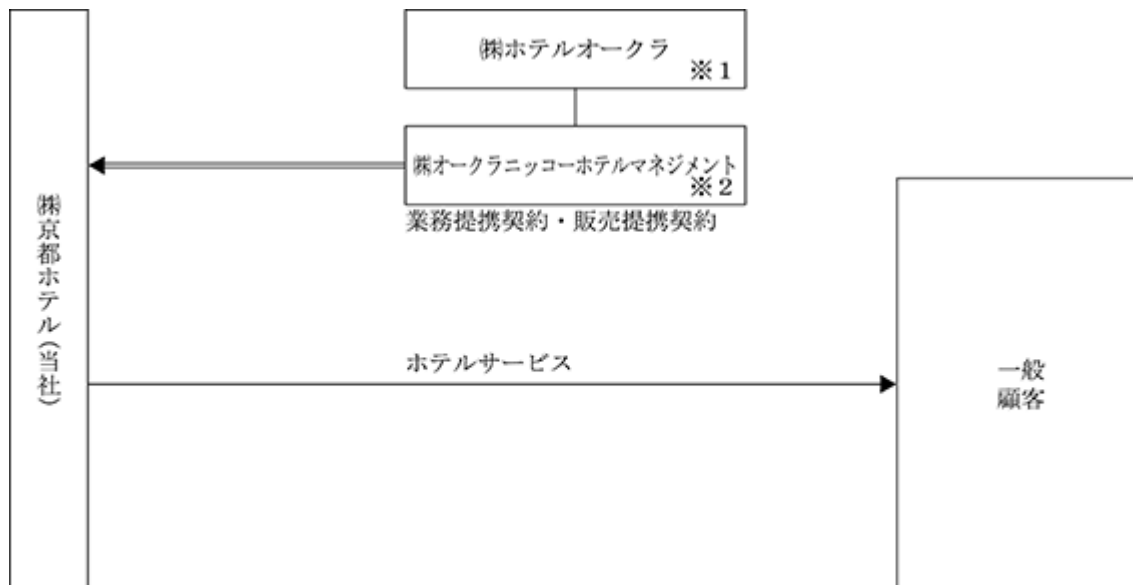 ㈱ホテルオークラ
※1
㈱オークラニッコーホテルマネジメント
※2
業務提携契約・販売提携契約
㈱京都ホテル(当社)
ホテルサービス
一般
顧客